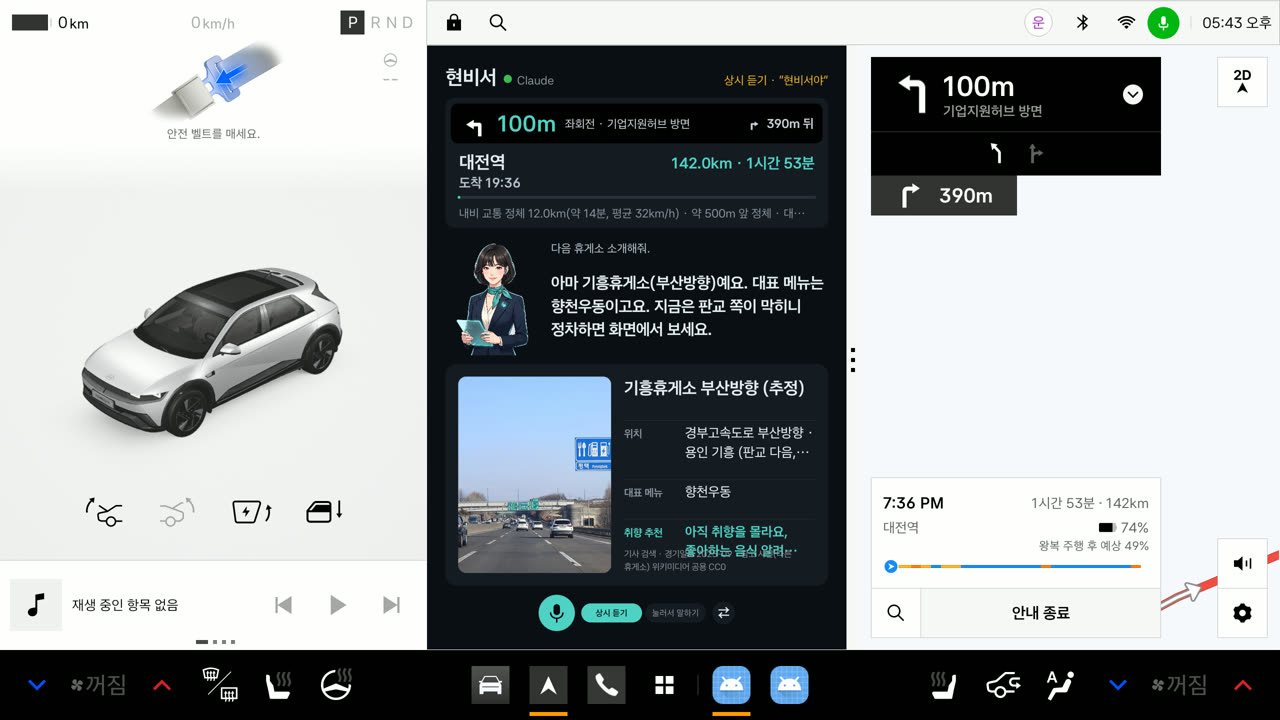 0km
0km/h
P R N D
안전 벨트를 매세요.
재생 중인 항목 없음
운
05:43 오후
현비서
Claude
상시 듣기 · "현비서야"
100m 좌회전 · 기업지원허브 방면
390m 뒤
대전역
142.0km · 1시간 53분
도착 19:36
내비 교통 정체 12.0km(약 14분, 평균 32km/h) · 약 500m 앞 정체 · 대···
다음 휴게소 소개해줘.
아마 기흥휴게소(부산방향)예요. 대표 메뉴는
향천우동이고요. 지금은 판교 쪽이 막히니
정차하면 화면에서 보세요.
기흥휴게소 부산방향 (추정)
위치
경부고속도로 부산방향 ·
용인 기흥 (판교 다음,···
대표 메뉴
향천우동
취향 추천
아직 취향을 몰라요,
좋아하는 음식 알려···
기사 검색 · 경기일
휴게소) 위키미디어 공용 CC0
상시 듣기
눌러서 말하기
100m
기업지원허브 방면
390m
2D
7:36 PM
1시간 53분 · 142km
대전역
74%
왕복 주행 후 예상 49%
안내 종료
꺼짐
A
꺼짐